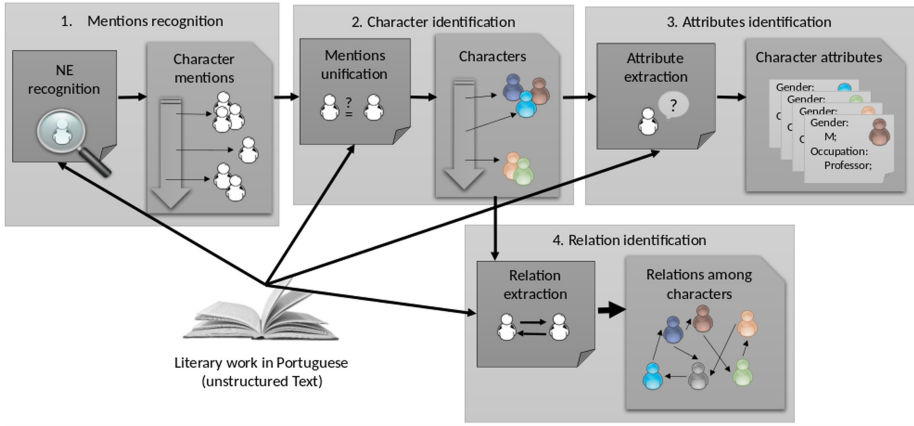 1. Mentions recognition
NE
recognition
Character
mentions
2. Character identification
Mentions
unification
?
=
Characters
3. Attributes identification
Attribute
extraction
?
Character attributes
Gender:
Gender:
M;
Occupation:
Professor;
4. Relation identification
Relation
extraction
Relations among
characters
Literary work in Portuguese
(unstructured Text)